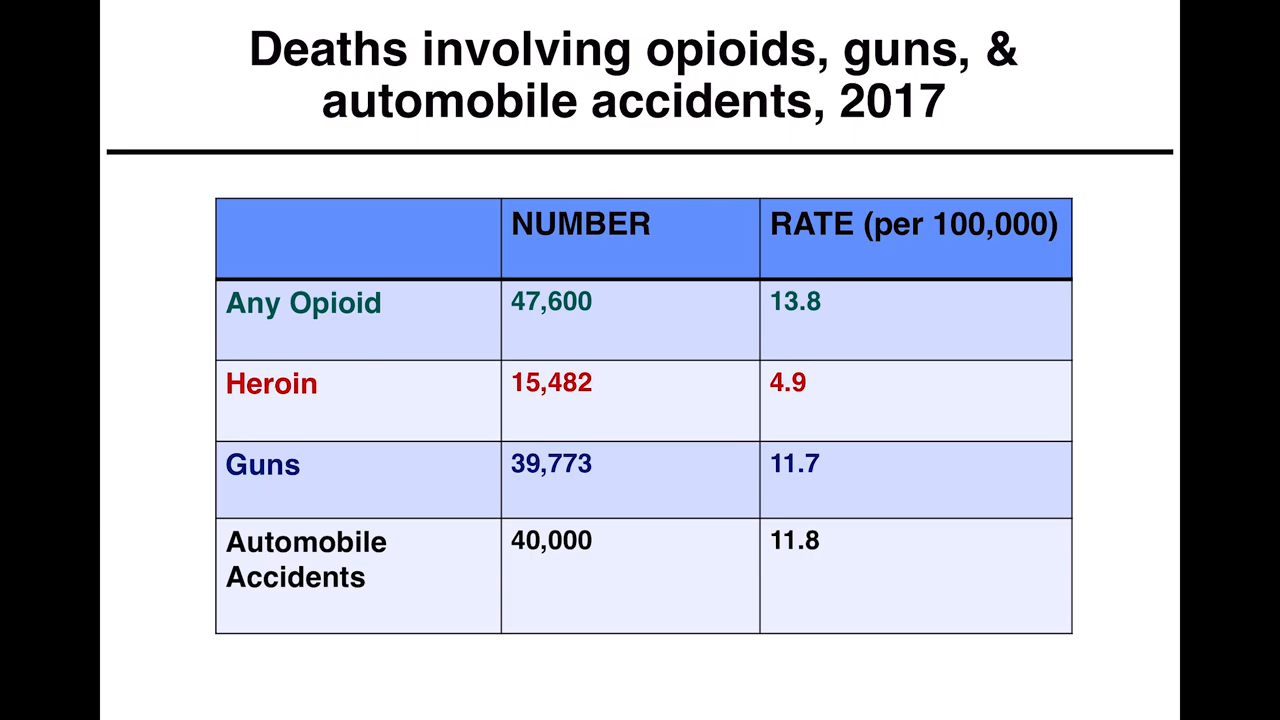 Deaths involving opioids, guns, &
automobile accidents, 2017
NUMBER RATE (per 100,000)
Any Opioid 47,600 13.8
Heroin 15,482 4.9
Guns 39,773 11.7
Automobile 40,000 11.8
Accidents